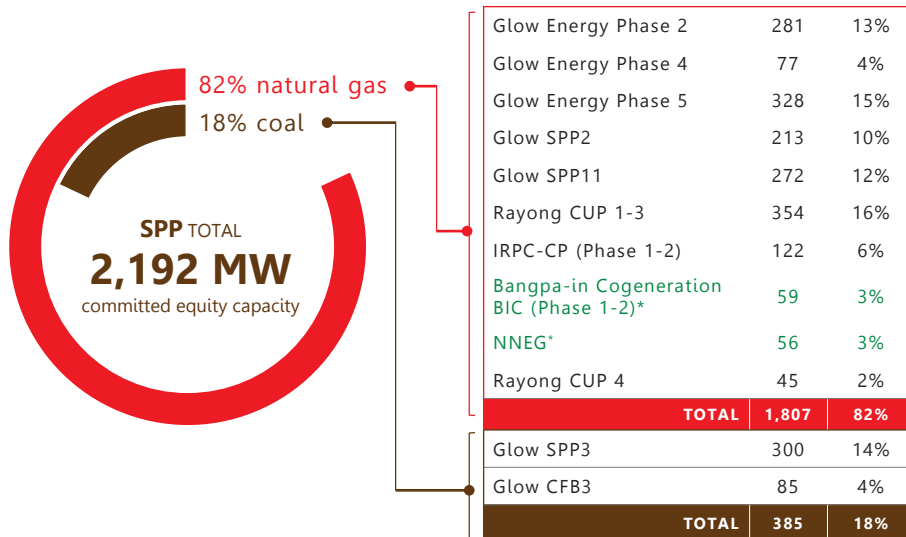 82% natural gas
18% coal
SPP TOTAL
2,192 MW
committed equity capacity
Glow Energy Phase 2 281 13%
Glow Energy Phase 4 77 4%
Glow Energy Phase 5 328 15%
Glow SPP2 213 10%
Glow SPP11 272 12%
Rayong CUP 1-3 354 16%
IRPC-CP (Phase 1-2) 122 6%
Bangpa-in Cogeneration
BIC (Phase 1-2)* 59 3%
NNEG* 56 3%
Rayong CUP 4 45 2%
TOTAL 1,807 82%
Glow SPP3 300 14%
Glow CFB3 85 4%
TOTAL 385 18%